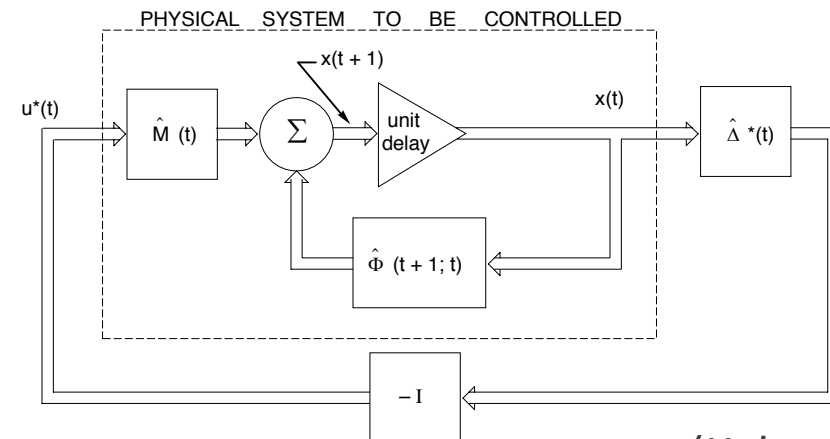 PHYSICAL SYSTEM TO BE CONTROLLED
x(t + 1)
u*(t)
M̂ (t)
Σ
unit
delay
x(t)
Δ̂ *(t)
Φ̂ (t + 1; t)
– I